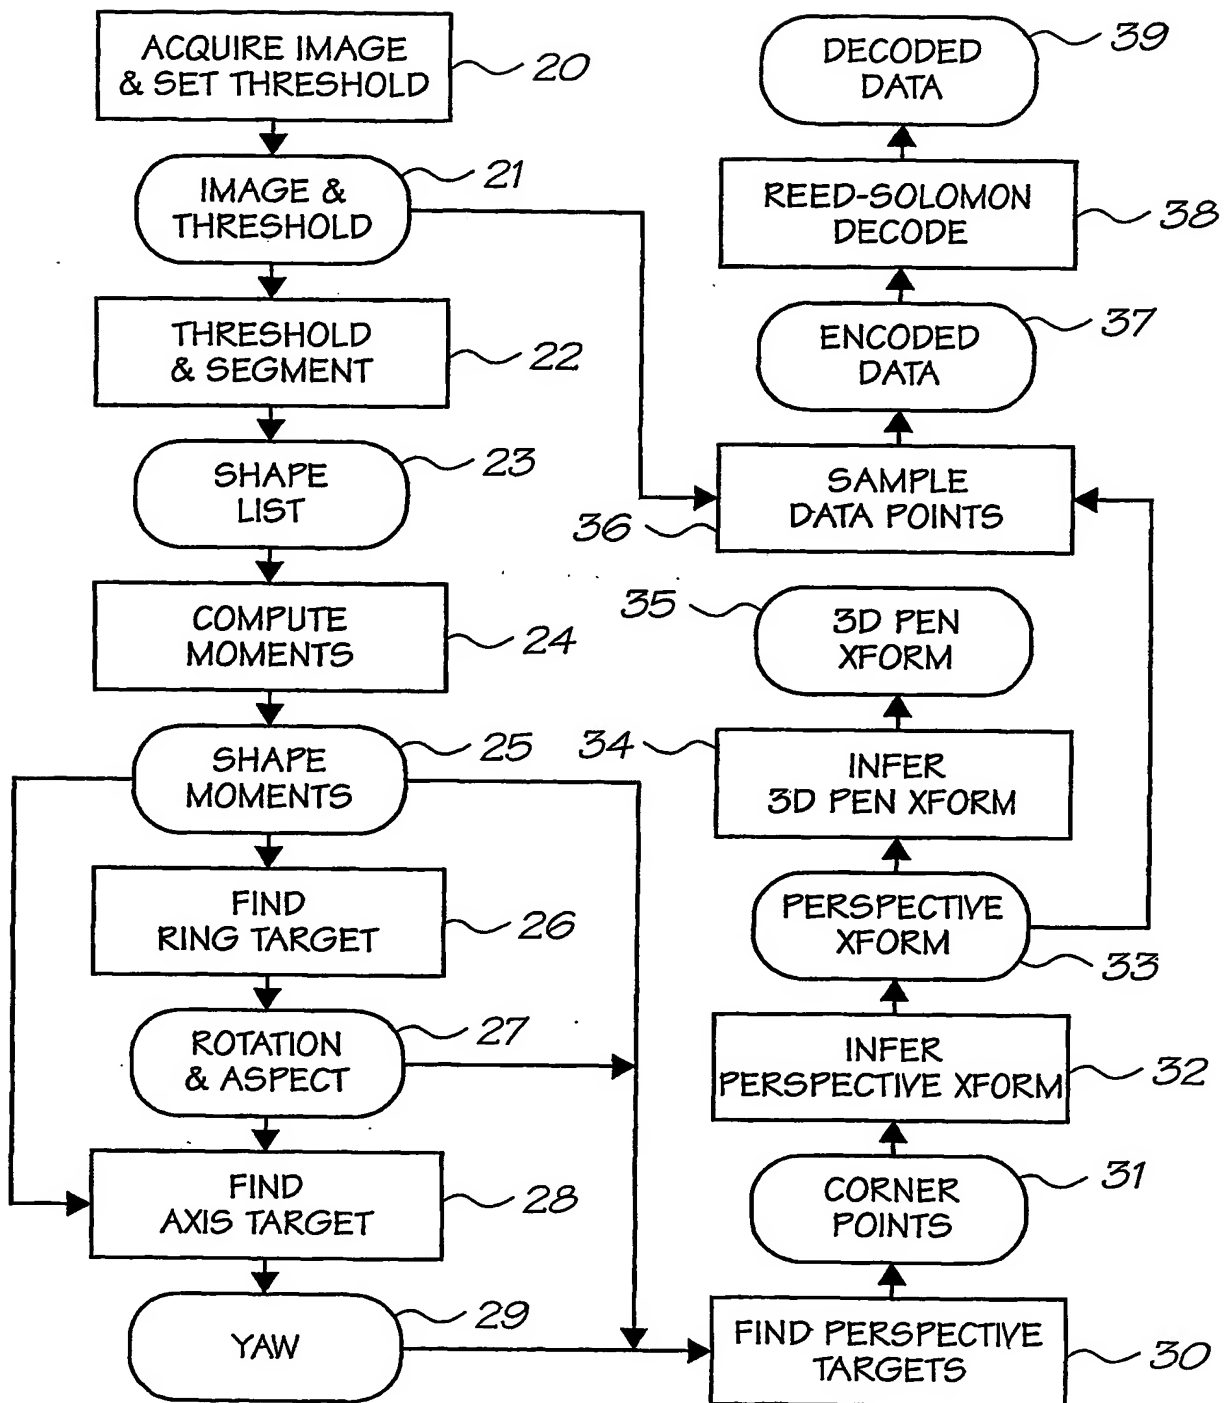 ACQUIRE IMAGE
& SET THRESHOLD
20
IMAGE &
THRESHOLD
21
THRESHOLD
& SEGMENT
22
SHAPE
LIST
23
COMPUTE
MOMENTS
24
SHAPE
MOMENTS
25
FIND
RING TARGET
26
ROTATION
& ASPECT
27
FIND
AXIS TARGET
28
YAW
29
DECODED
DATA
39
REED-SOLOMON
DECODE
38
ENCODED
DATA
37
SAMPLE
DATA POINTS
36
35
3D PEN
XFORM
34
INFER
3D PEN XFORM
PERSPECTIVE
XFORM
33
INFER
PERSPECTIVE XFORM
32
CORNER
POINTS
31
FIND PERSPECTIVE
TARGETS
30